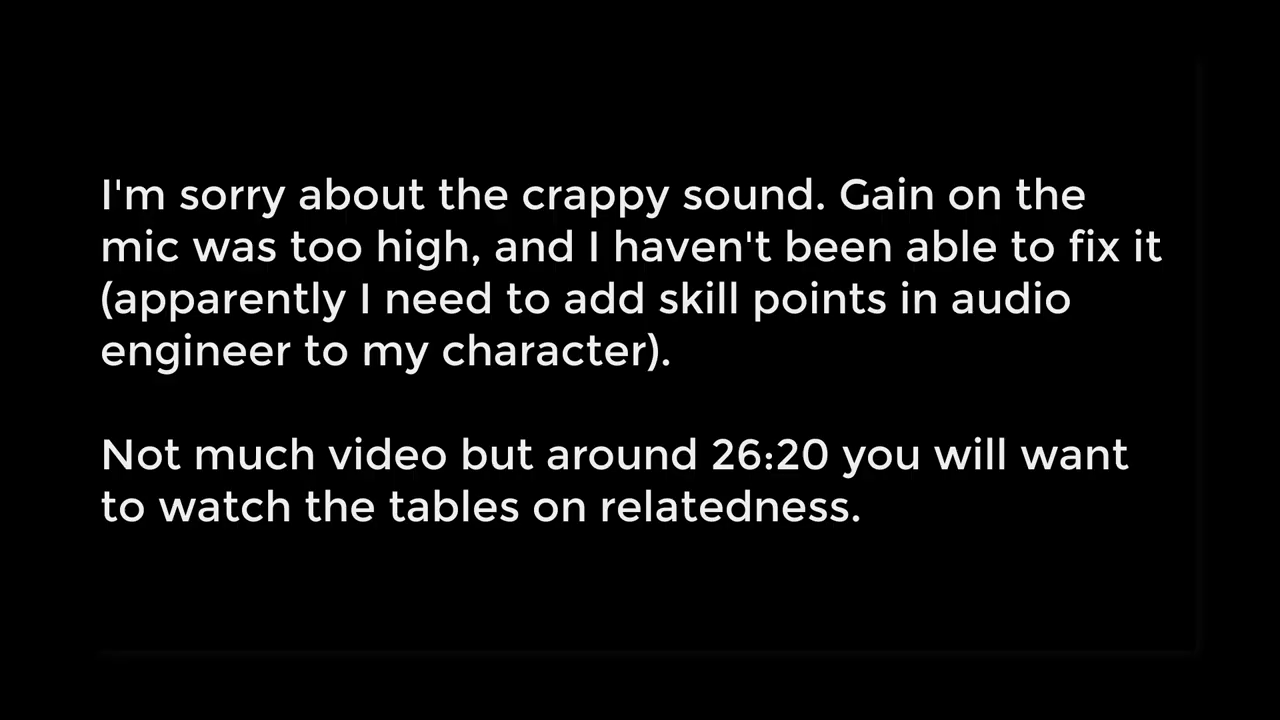 I'm sorry about the crappy sound. Gain on the
mic was too high, and I haven't been able to fix it
(apparently I need to add skill points in audio
engineer to my character).
Not much video but around 26:20 you will want
to watch the tables on relatedness.